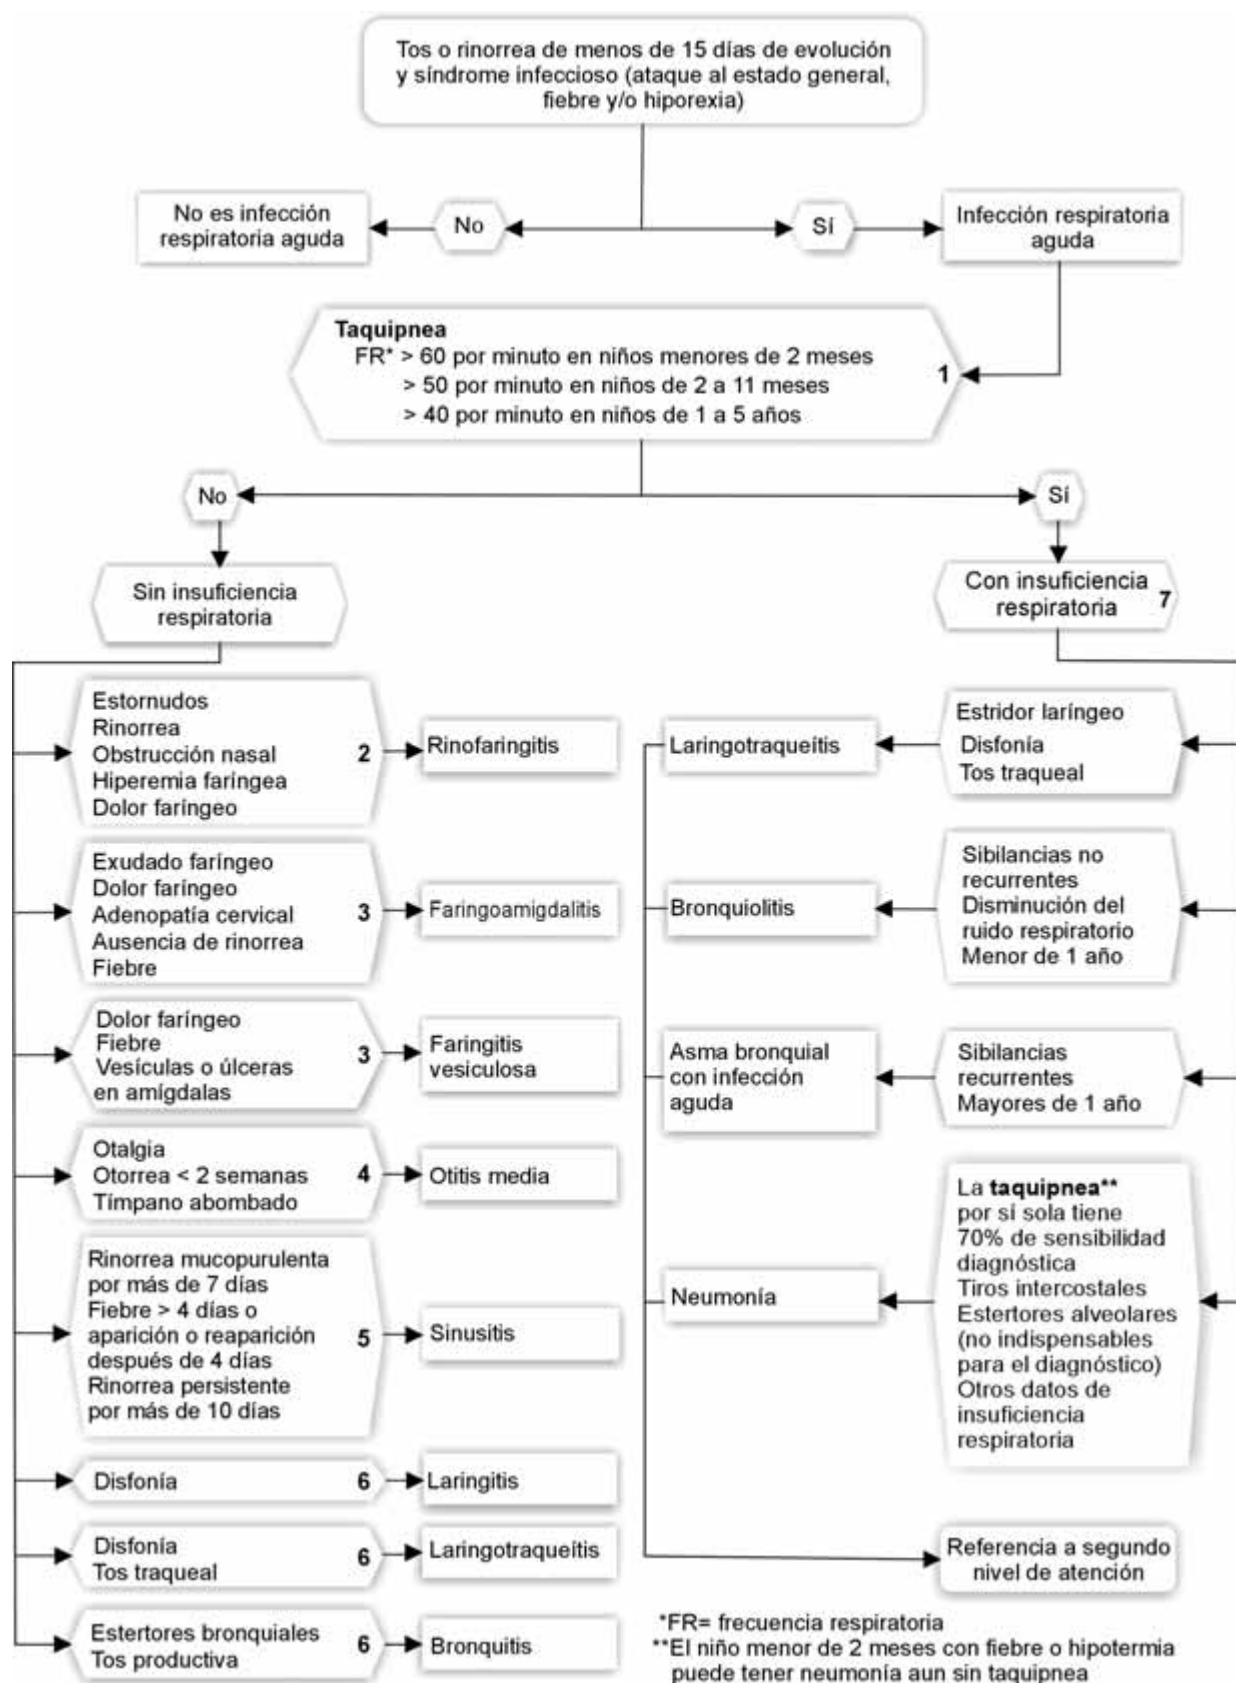 Tos o rinorrea de menos de 15 días de evolución
y síndrome infeccioso (ataque al estado general,
fiebre y/o hiporexia)
No es infección
respiratoria aguda
No
Sí
Infección respiratoria
aguda
Taquipnea
FR* > 60 por minuto en niños menores de 2 meses
> 50 por minuto en niños de 2 a 11 meses
> 40 por minuto en niños de 1 a 5 años
1
No
Sí
Sin insuficiencia
respiratoria
Con insuficiencia
respiratoria
7
Estornudos
Rinorrea
Obstrucción nasal
Hiperemia faríngea
Dolor faríngeo
2
Rinofaringitis
Exudado faríngeo
Dolor faríngeo
Adenopatía cervical
Ausencia de rinorrea
Fiebre
3
Faringoamigdalitis
Dolor faríngeo
Fiebre
Vesículas o úlceras
en amígdalas
3
Faringitis
vesiculosa
Otalgia
Otorrea < 2 semanas
Tímpano abombado
4
Otitis media
Rinorrea mucopurulenta
por más de 7 días
Fiebre > 4 días o
aparición o reaparición
después de 4 días
Rinorrea persistente
por más de 10 días
5
Sinusitis
Disfonía
6
Laringitis
Disfonía
Tos traqueal
6
Laringotraqueítis
Estertores bronquiales
Tos productiva
6
Bronquitis
Laringotraqueítis
Estridor laríngeo
Disfonía
Tos traqueal
Bronquiolitis
Sibilancias no
recurrentes
Disminución del
ruido respiratorio
Menor de 1 año
Asma bronquial
con infección
aguda
Sibilancias
recurrentes
Mayores de 1 año
Neumonía
La taquipnea**
por sí sola tiene
70% de sensibilidad
diagnóstica
Tiros intercostales
Estertores alveolares
(no indispensables
para el diagnóstico)
Otros datos de
insuficiencia
respiratoria
Referencia a segundo
nivel de atención
*FR= frecuencia respiratoria
**El niño menor de 2 meses con fiebre o hipotermia
puede tener neumonía aun sin taquipnea